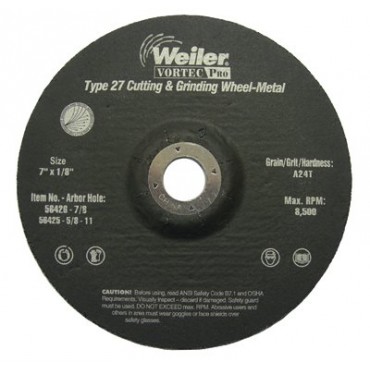 Weiler
VORTEC PRO
Type 27 Cutting & Grinding Wheel-Metal
Size
7" x 1/8"
Grain/Grit/Hardness:
A24T
Item No. - Arbor Hole:
56426 - 7/8
56425 - 5/8 - 11
Max. RPM:
8,500
CAUTION! Before using, read ANSI Safety Code B7.1 and OSHA
Requirements. Visually inspect - discard if damaged. Safety guard
must be used. DO NOT EXCEED max. RPM. Abrasive users and
others in area must wear goggles or face shields over
safety glasses.